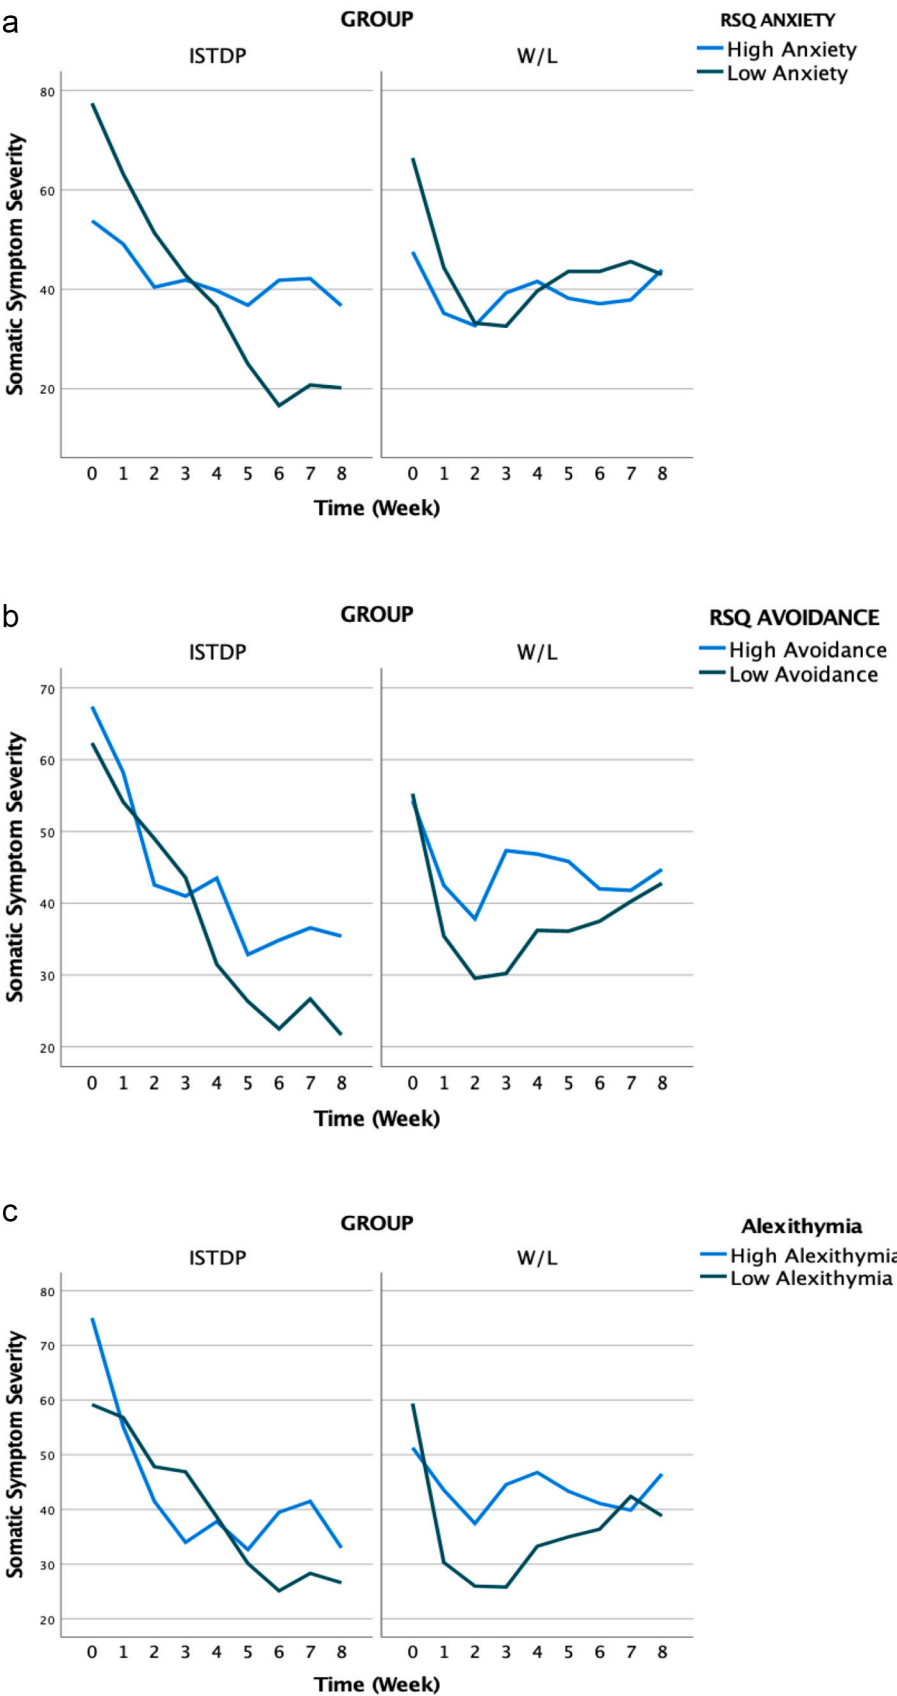 a
GROUP
RSQ ANXIETY
High Anxiety
Low Anxiety
ISTDP
W/L
Somatic Symptom Severity
80
60
40
20
0 1 2 3 4 5 6 7 8
0 1 2 3 4 5 6 7 8
Time (Week)
b
GROUP
RSQ AVOIDANCE
High Avoidance
Low Avoidance
ISTDP
W/L
Somatic Symptom Severity
70
60
50
40
30
20
0 1 2 3 4 5 6 7 8
0 1 2 3 4 5 6 7 8
Time (Week)
c
GROUP
Alexithymia
High Alexithymia
Low Alexithymia
ISTDP
W/L
Somatic Symptom Severity
80
70
60
50
40
30
20
0 1 2 3 4 5 6 7 8
0 1 2 3 4 5 6 7 8
Time (Week)